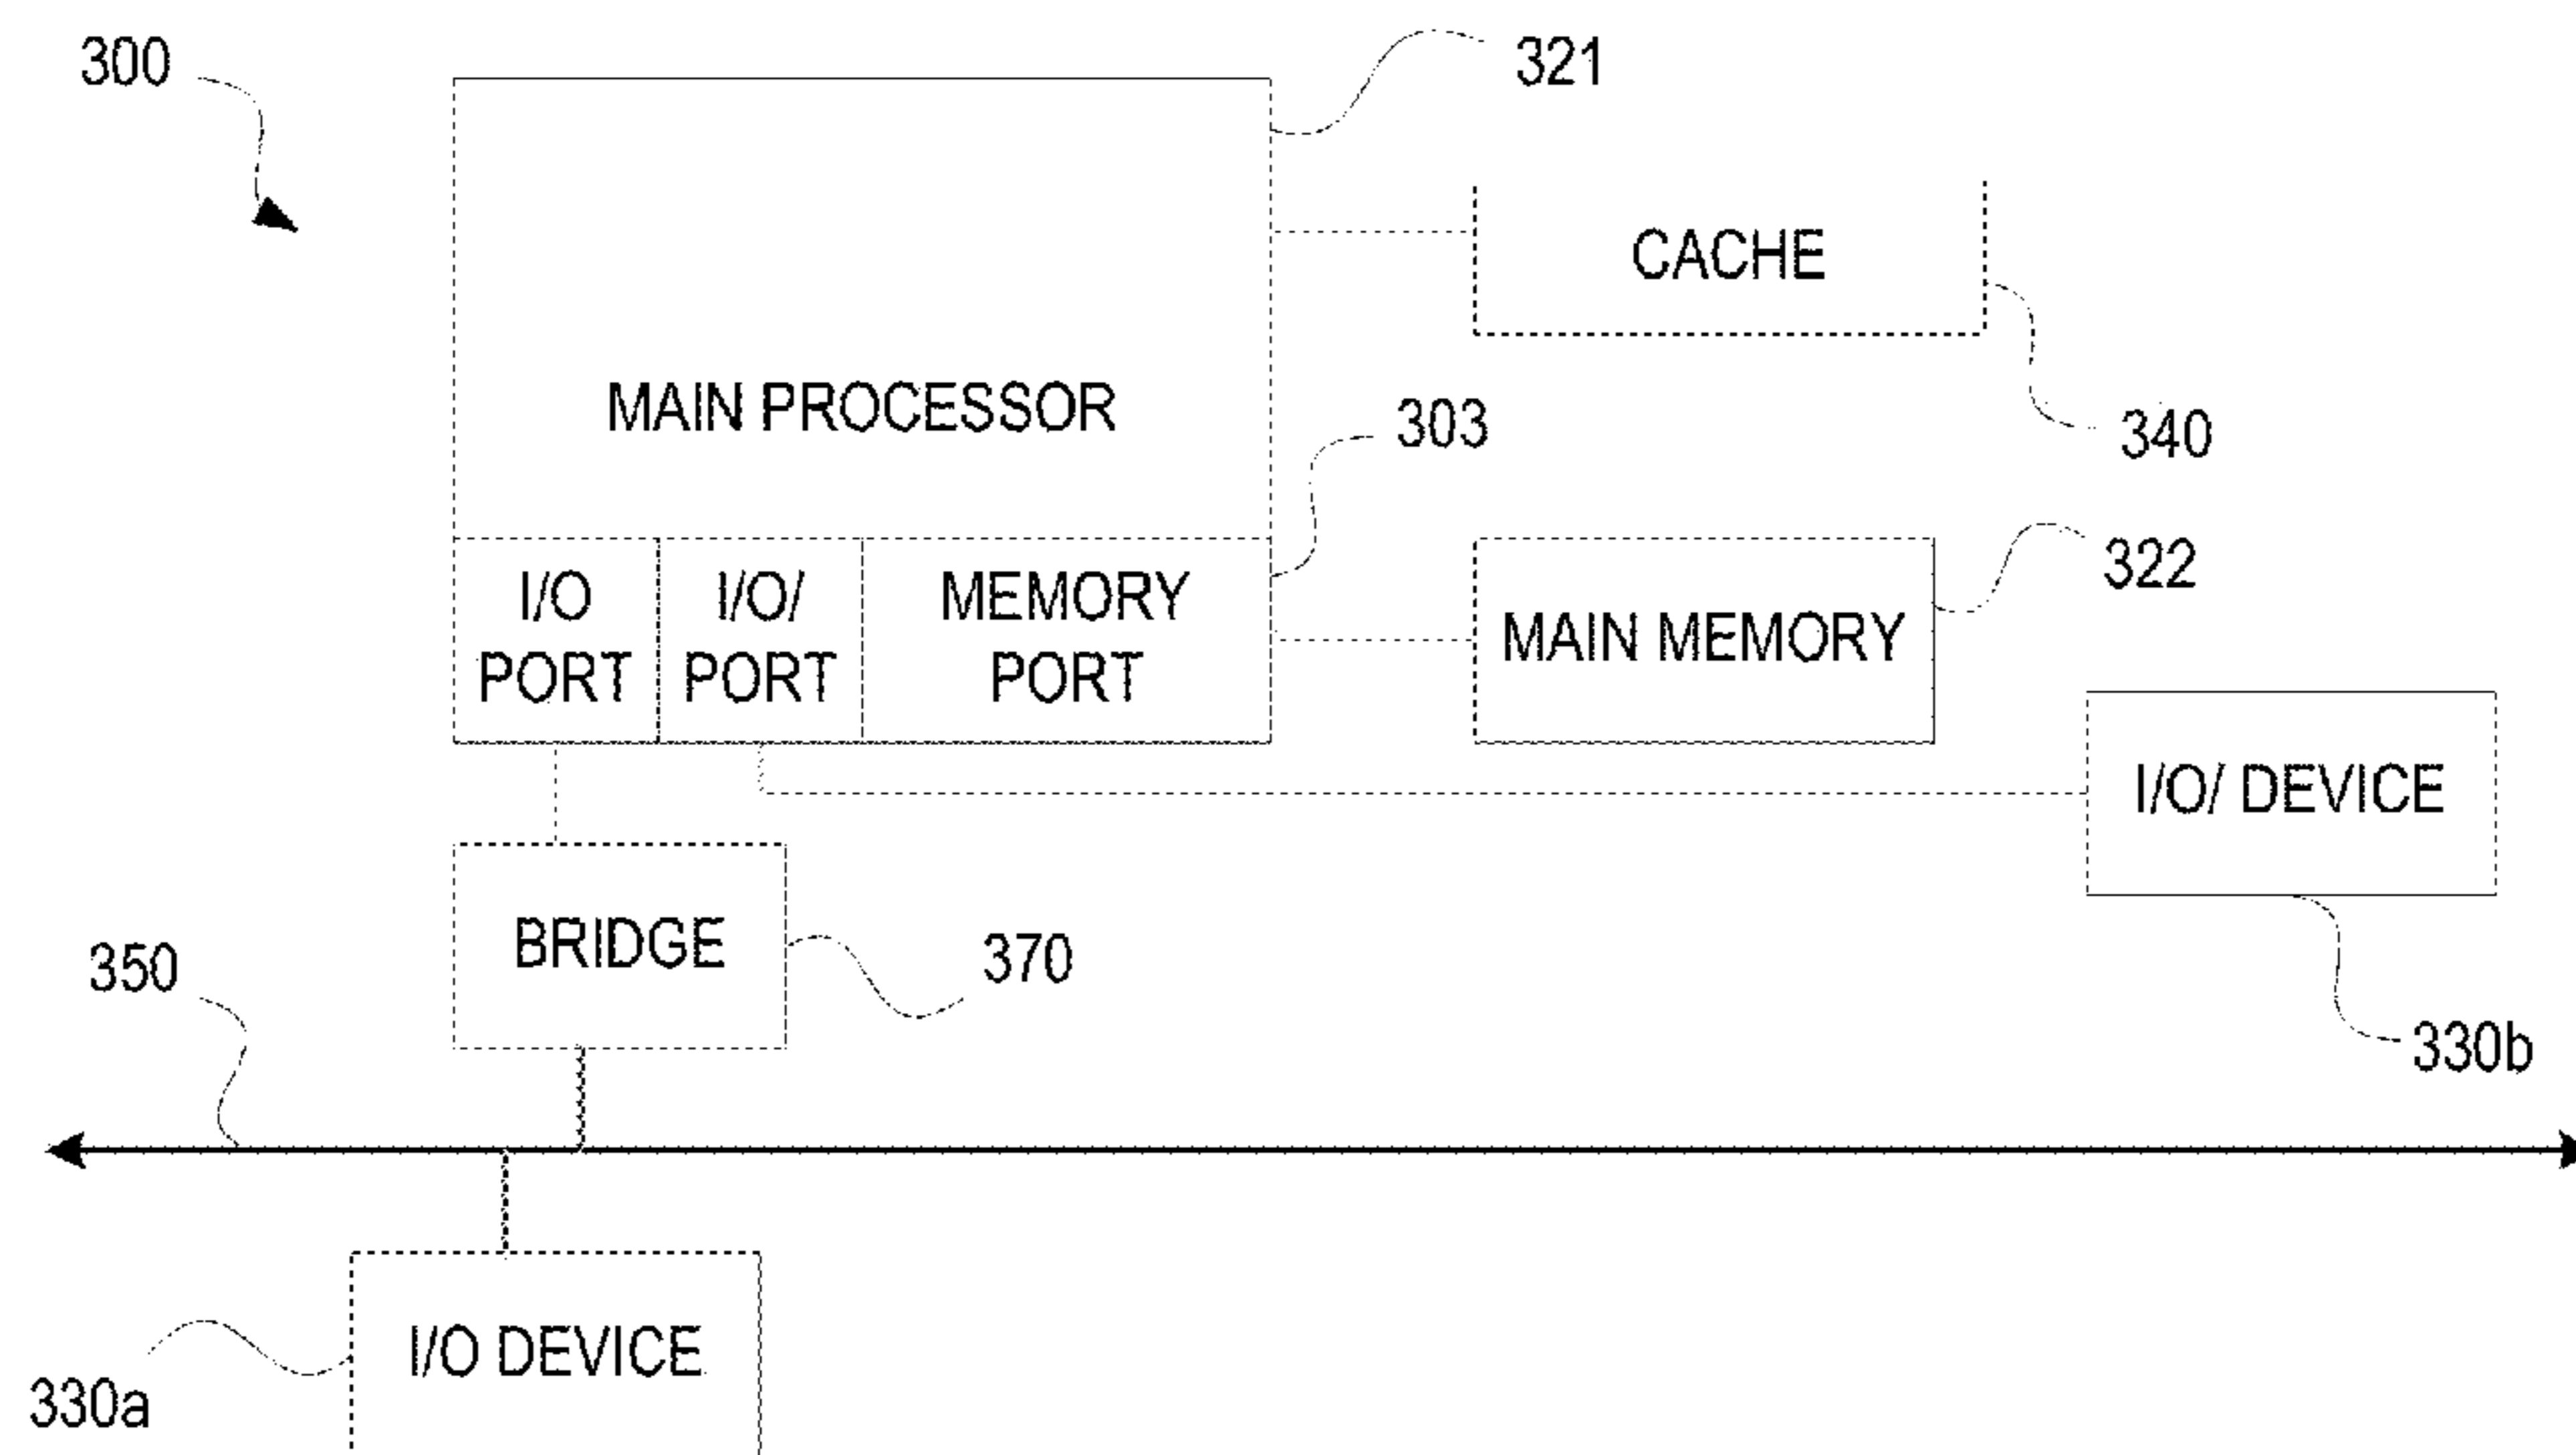 300
321
CACHE
MAIN PROCESSOR
303
340
I/O
PORT
I/O/
PORT
MEMORY
PORT
322
MAIN MEMORY
I/O/ DEVICE
BRIDGE
370
350
330b
I/O DEVICE
330a